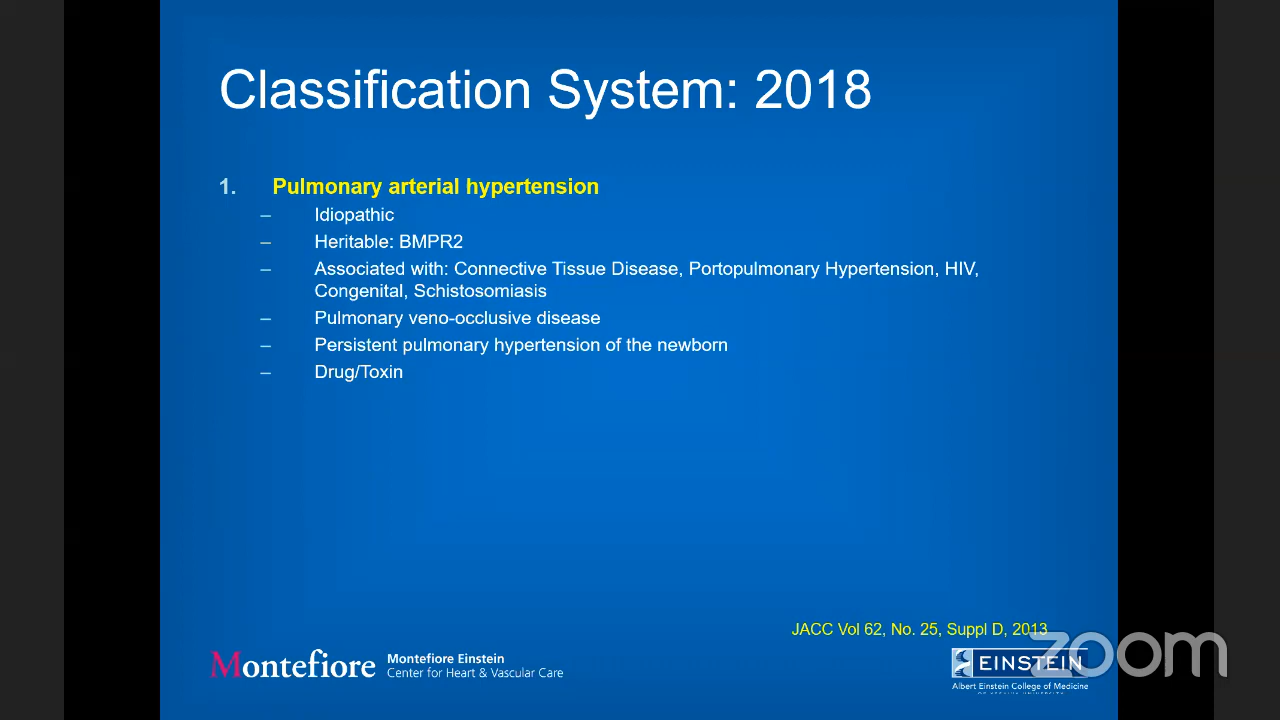 Classification System: 2018
1. Pulmonary arterial hypertension
– Idiopathic
– Heritable: BMPR2
– Associated with: Connective Tissue Disease, Portopulmonary Hypertension, HIV,
Congenital, Schistosomiasis
– Pulmonary veno-occlusive disease
– Persistent pulmonary hypertension of the newborn
– Drug/Toxin
JACC Vol 62, No. 25, Suppl D, 2013
Montefiore
Montefiore Einstein
Center for Heart & Vascular Care
EINSTEIN
Albert Einstein College of Medicine
zoom